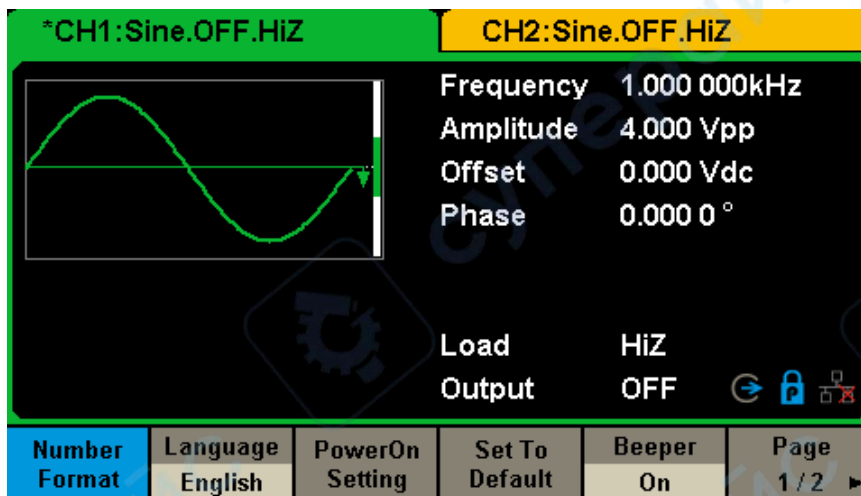 *CH1:Sine.OFF.HiZ
CH2:Sine.OFF.HiZ
Frequency 1.000 000kHz
Amplitude 4.000 Vpp
Offset 0.000 Vdc
Phase 0.000 0 °
Load HiZ
Output OFF
Number Format
Language English
PowerOn Setting
Set To Default
Beeper On
Page 1/2 ►